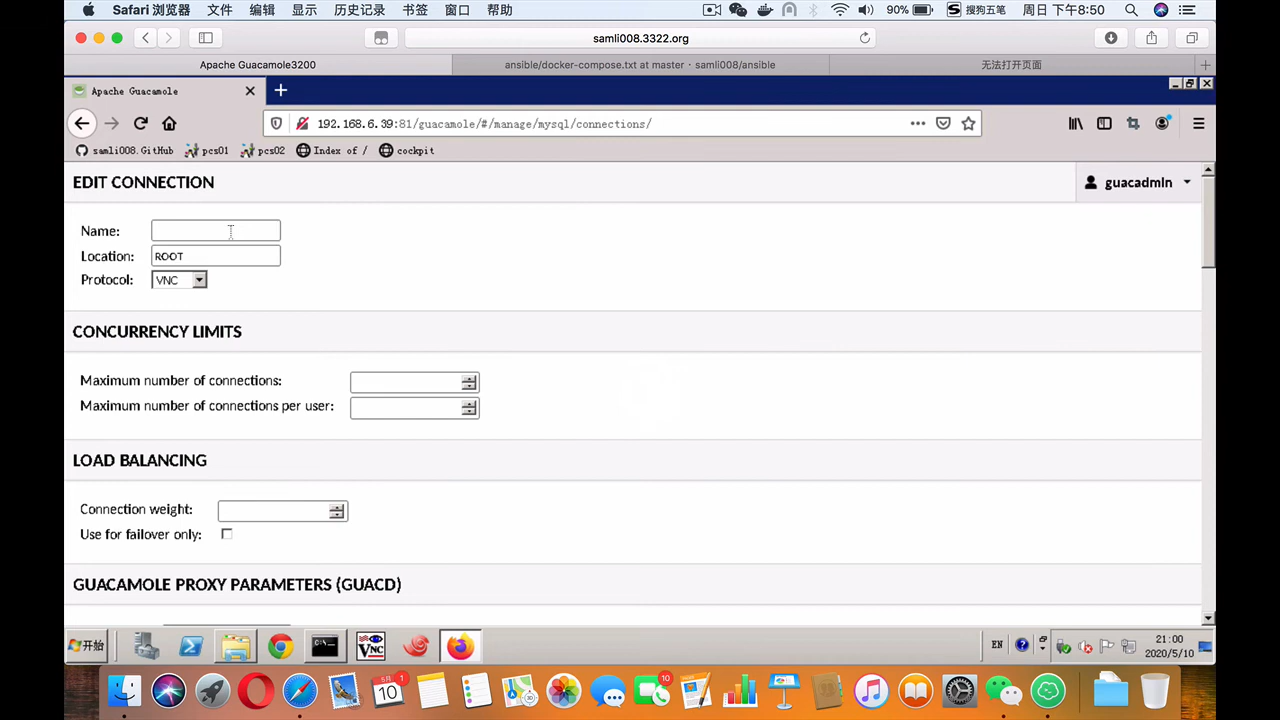 Safari 浏览器 文件 编辑 显示 历史记录 书签 窗口 帮助 90% 搜狗五笔 周日 下午8:50
samli008.3322.org
Apache Guacamole3200 ansible/docker-compose.txt at master · samli008/ansible 无法打开页面
Apache Guacamole
192.168.6.39:81/guacamole/#/manage/mysql/connections/
samli008.GitHub pcs01 pcs02 Index of / cockpit
EDIT CONNECTION guacadmin
Name:
Location: ROOT
Protocol: VNC
CONCURRENCY LIMITS
Maximum number of connections:
Maximum number of connections per user:
LOAD BALANCING
Connection weight:
Use for failover only:
GUACAMOLE PROXY PARAMETERS (GUACD)
开始 C:\ VNC EN 21:00
2020/5/10
5月 10 10